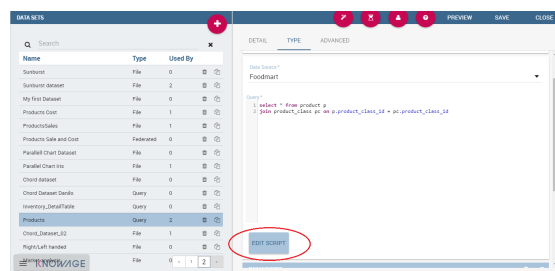 DATA SETS
PREVIEW SAVE CLOSE
Search
Name Type Used By
Sunburst File 0
Sunburst dataset File 2
My first Dataset File 0
Products Cost File 1
ProductsSales File 1
Products Sale and Cost Federated 0
Parallell Chart Dataset File 0
Parallel Chart Iris File 1
Chord dataset File 0
Chord Dataset Danilo Query 0
Inventory_DetailTable Query 0
Products Query 2
Chord_Dataset_02 File 1
Right/Left handed File 0
File 0
2
KNOWAGE
DETAIL TYPE ADVANCED
Data Source*
Foodmart
Query*
1 select * from product p
2 join product_class pc on p.product_class_id = pc.product_class_id
EDIT SCRIPT